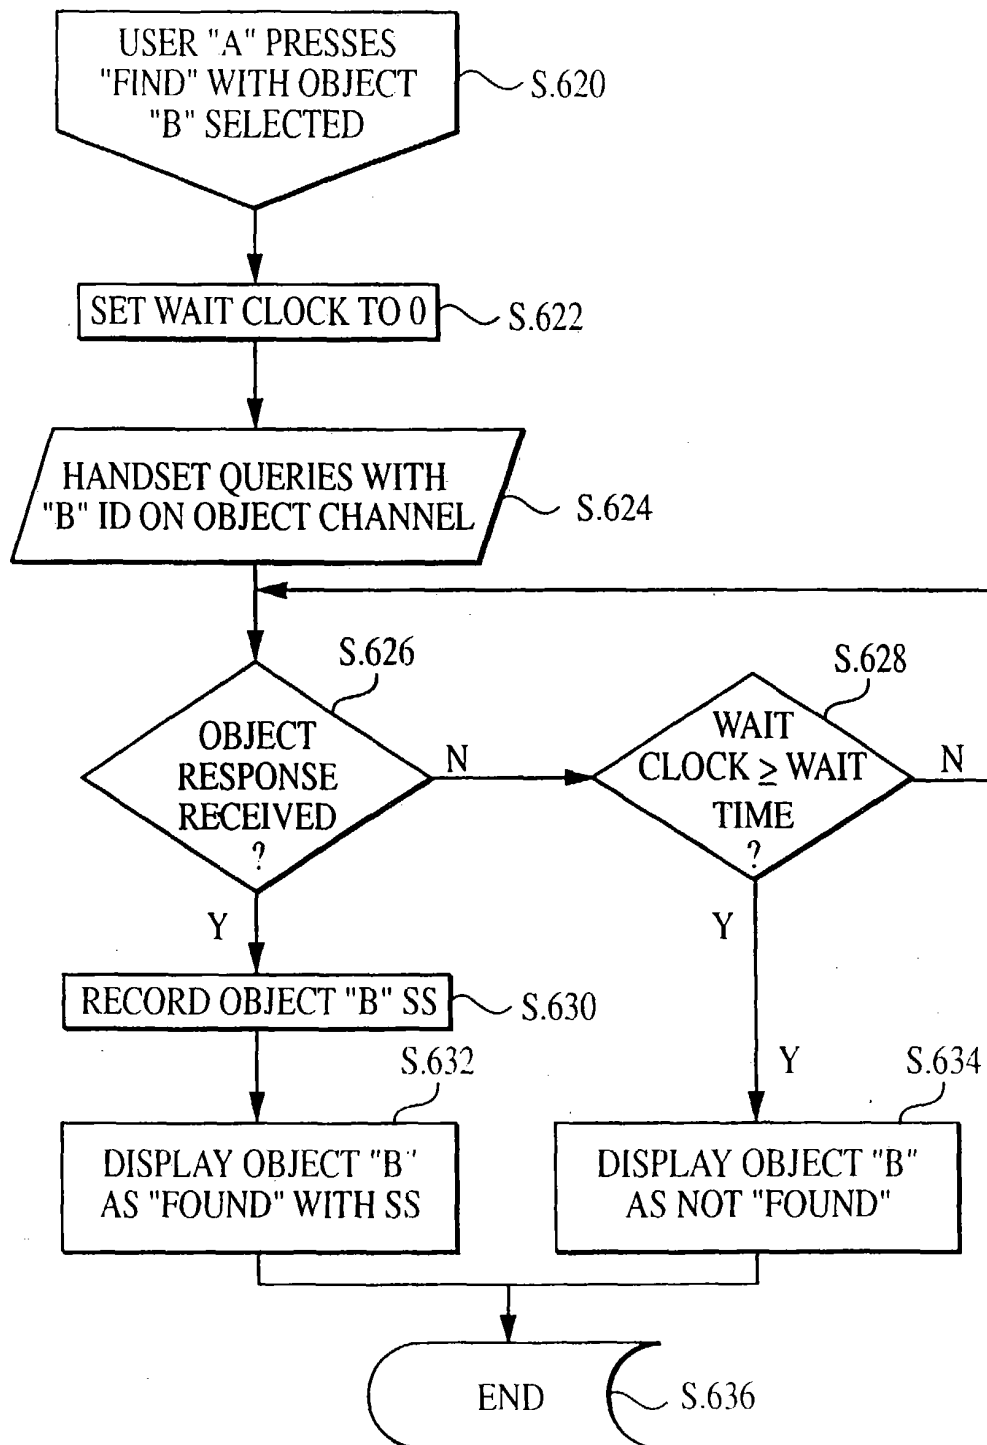 USER "A" PRESSES
"FIND" WITH OBJECT
"B" SELECTED
S.620
SET WAIT CLOCK TO 0
S.622
HANDSET QUERIES WITH
"B" ID ON OBJECT CHANNEL
S.624
S.626
OBJECT
RESPONSE
RECEIVED
?
N
Y
S.628
WAIT
CLOCK ≥ WAIT
TIME
?
N
Y
RECORD OBJECT "B" SS
S.630
S.632
DISPLAY OBJECT "B"
AS "FOUND" WITH SS
Y
S.634
DISPLAY OBJECT "B"
AS NOT "FOUND"
END
S.636